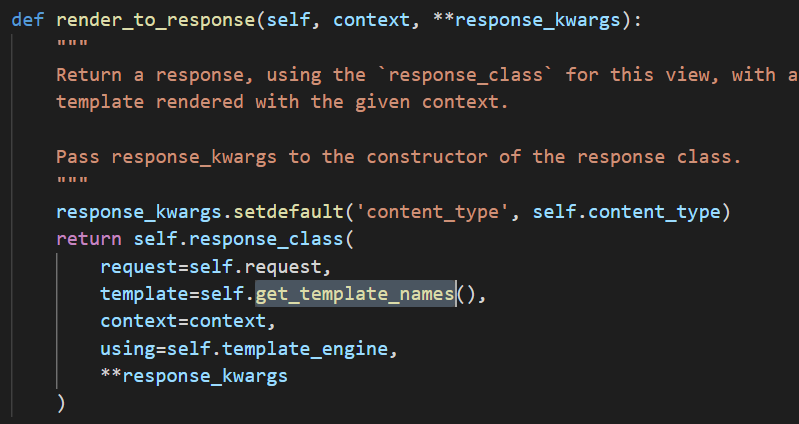 def render_to_response(self, context, **response_kwargs):
    """
    Return a response, using the `response_class` for this view, with a
    template rendered with the given context.

    Pass response_kwargs to the constructor of the response class.
    """
    response_kwargs.setdefault('content_type', self.content_type)
    return self.response_class(
        request=self.request,
        template=self.get_template_names(),
        context=context,
        using=self.template_engine,
        **response_kwargs
    )